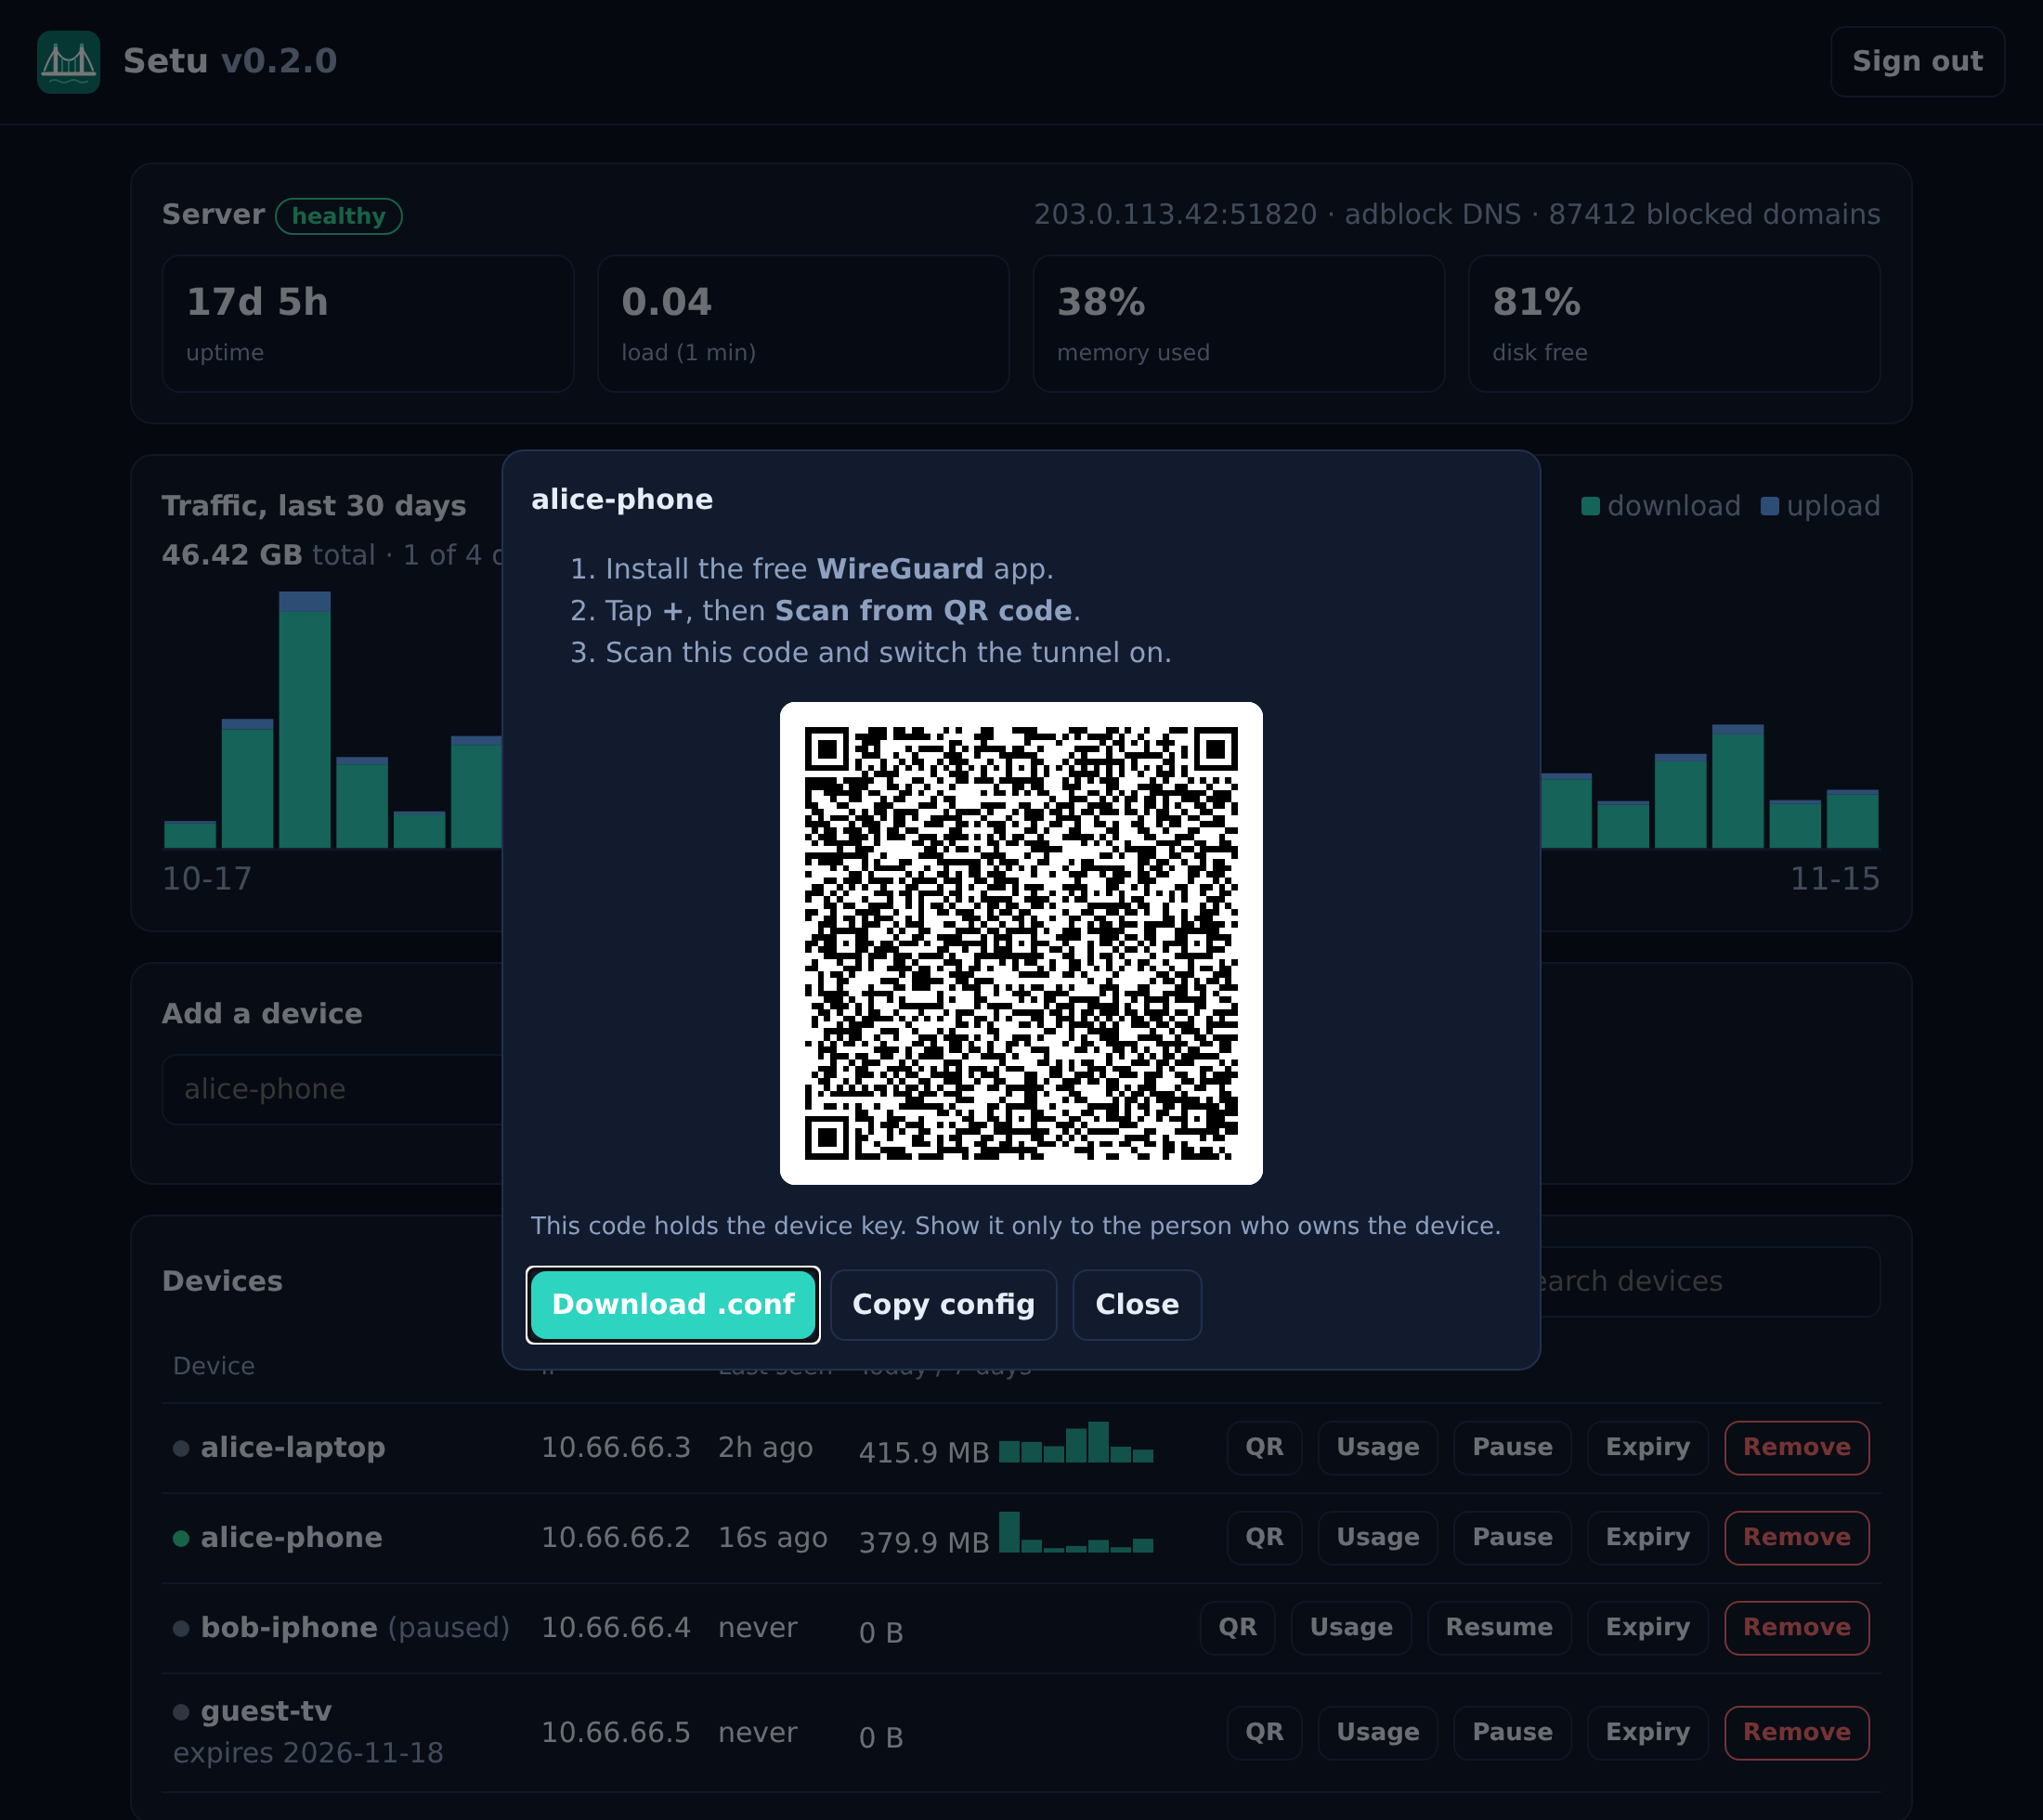 Setu v0.2.0
Sign out
Server healthy
203.0.113.42:51820 · adblock DNS · 87412 blocked domains
17d 5h
uptime
0.04
load (1 min)
38%
memory used
81%
disk free
Traffic, last 30 days
download upload
46.42 GB total · 1 of 4
10-17
11-15
alice-phone
1. Install the free WireGuard app.
2. Tap +, then Scan from QR code.
3. Scan this code and switch the tunnel on.
This code holds the device key. Show it only to the person who owns the device.
Download .conf
Copy config
Close
Add a device
alice-phone
Devices
earch devices
Device
alice-laptop 10.66.66.3 2h ago 415.9 MB QR Usage Pause Expiry Remove
alice-phone 10.66.66.2 16s ago 379.9 MB QR Usage Pause Expiry Remove
bob-iphone (paused) 10.66.66.4 never 0 B QR Usage Resume Expiry Remove
guest-tv 10.66.66.5 never 0 B QR Usage Pause Expiry Remove
expires 2026-11-18